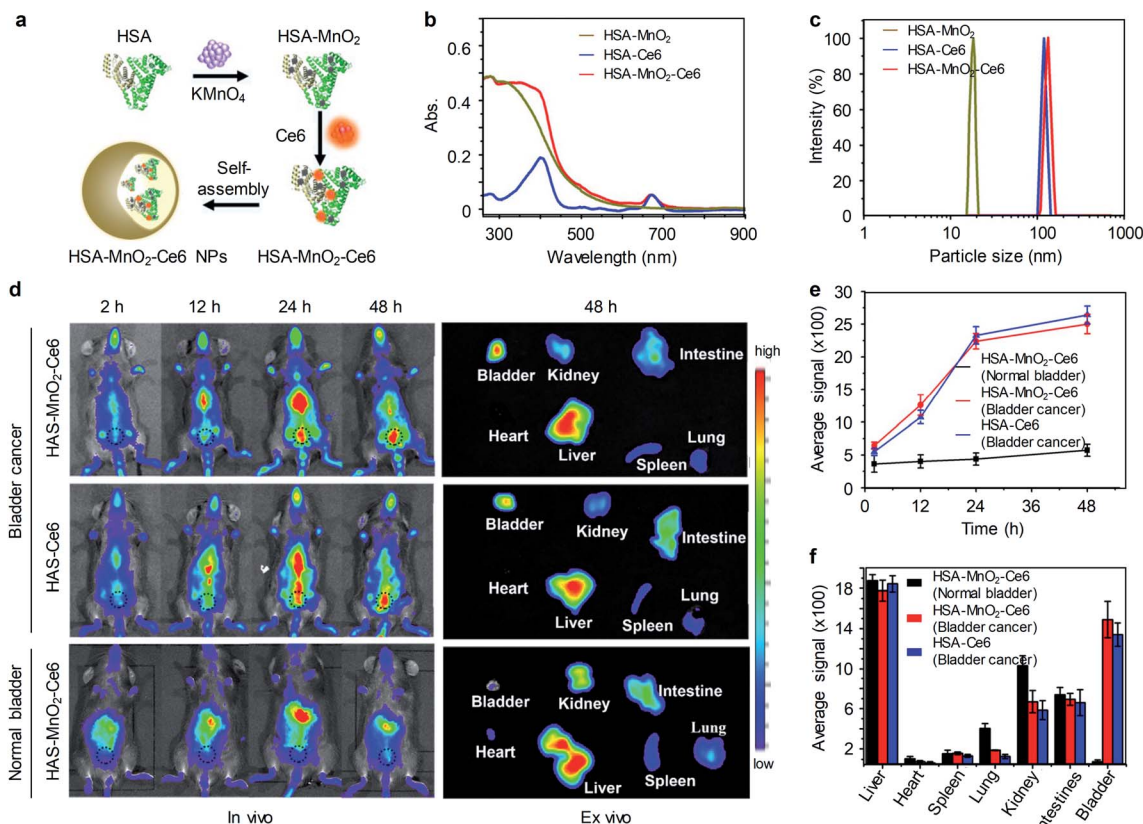 a
HSA
KMnO4
HSA-MnO2
Ce6
Self-
assembly
HSA-MnO2-Ce6 NPs
HSA-MnO2-Ce6
b
HSA-MnO2
HSA-Ce6
HSA-MnO2-Ce6
Abs.
0.6
0.4
0.2
0
300 400 500 600 700 800 900
Wavelength (nm)
c
HSA-MnO2
HSA-Ce6
HSA-MnO2-Ce6
Intensity (%)
100
80
60
40
20
0
1 10 100 1000
Particle size (nm)
d
2 h 12 h 24 h 48 h 48 h
Bladder cancer
HAS-MnO2-Ce6
Bladder Kidney Intestine
Heart Liver Spleen Lung
HAS-Ce6
Bladder Kidney Intestine
Heart Liver Spleen Lung
Normal bladder
HAS-MnO2-Ce6
Bladder Kidney Intestine
Heart Liver Spleen Lung
In vivo Ex vivo
high
low
e
Average signal (x100)
30
25
20
15
10
5
0
HSA-MnO2-Ce6
(Normal bladder)
HSA-MnO2-Ce6
(Bladder cancer)
HSA-Ce6
(Bladder cancer)
0 12 24 36 48
Time (h)
f
Average signal (x100)
18
14
10
6
2
HSA-MnO2-Ce6
(Normal bladder)
HSA-MnO2-Ce6
(Bladder cancer)
HSA-Ce6
(Bladder cancer)
Liver Heart Spleen Lung Kidney ntestines Bladder